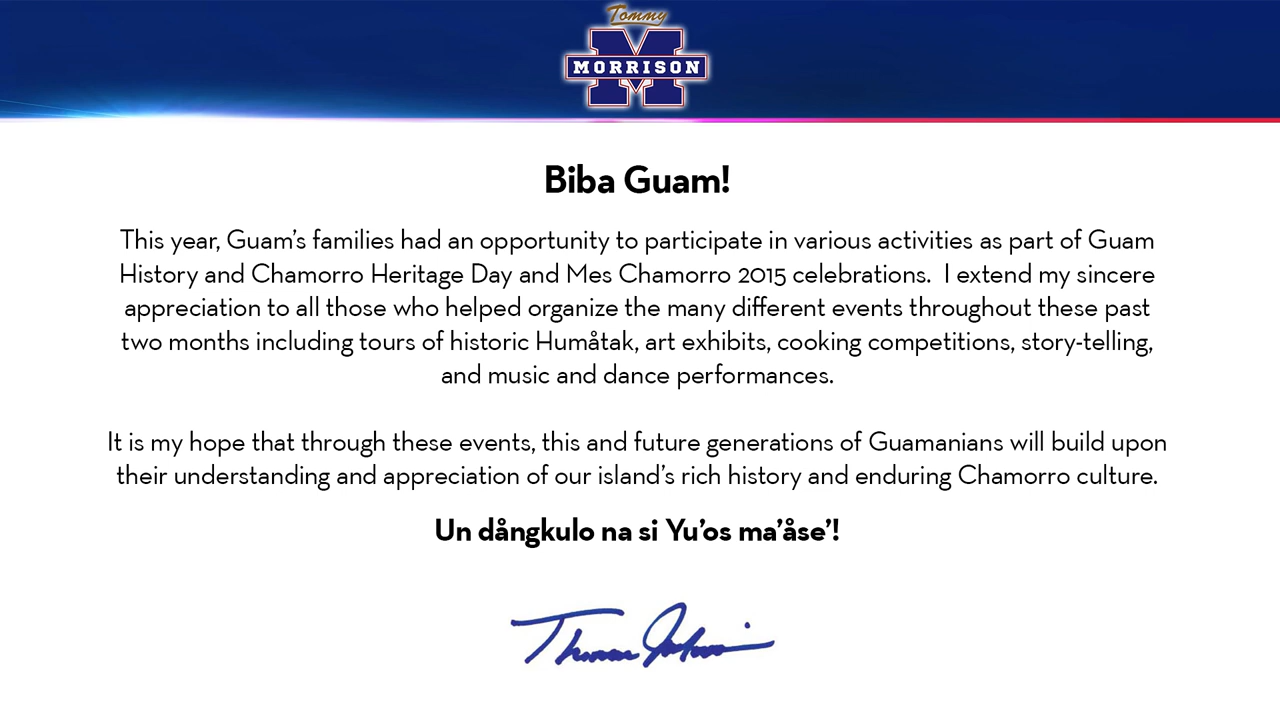 Tommy
MORRISON
Biba Guam!
This year, Guam’s families had an opportunity to participate in various activities as part of Guam
History and Chamorro Heritage Day and Mes Chamorro 2015 celebrations.  I extend my sincere
appreciation to all those who helped organize the many different events throughout these past
two months including tours of historic Humåtak, art exhibits, cooking competitions, story-telling,
and music and dance performances.
It is my hope that through these events, this and future generations of Guamanians will build upon
their understanding and appreciation of our island’s rich history and enduring Chamorro culture.
Un dångkulo na si Yu’os ma’åse’!